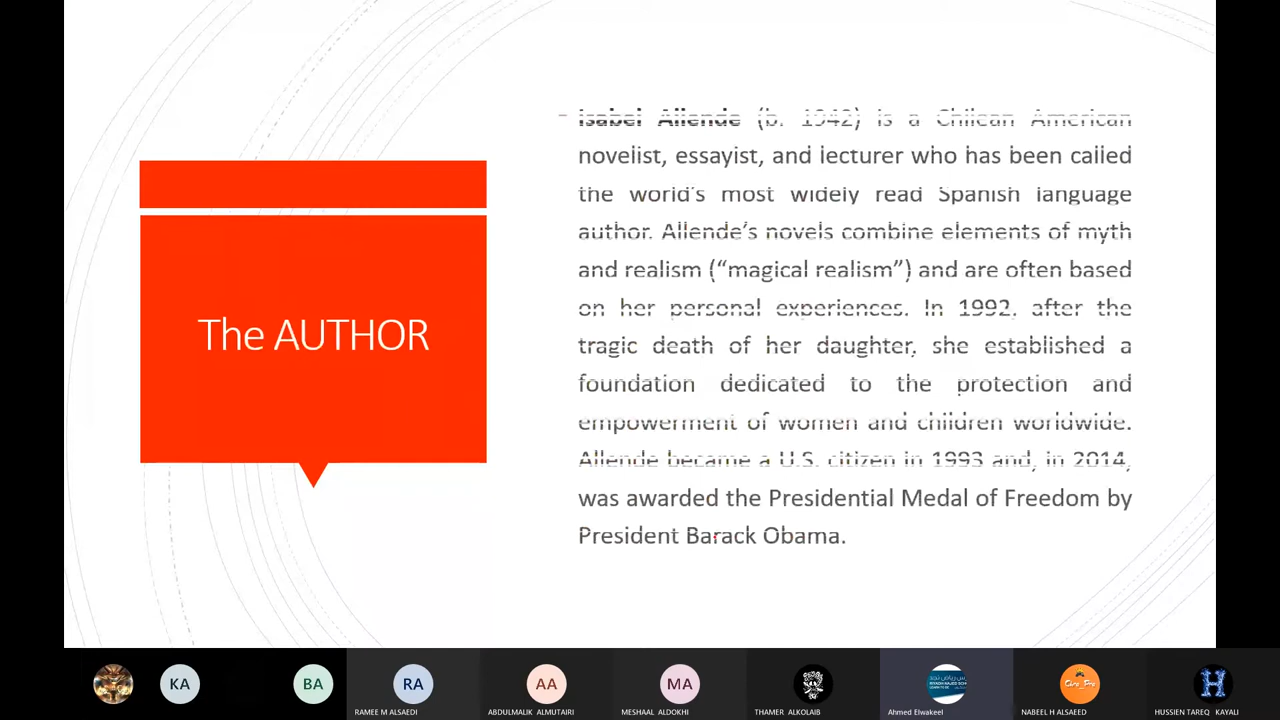 The AUTHOR
Isabel Allende (b. 1942) is a Chilean American
novelist, essayist, and lecturer who has been called
the world's most widely read Spanish language
author. Allende's novels combine elements of myth
and realism ("magical realism") and are often based
on her personal experiences. In 1992, after the
tragic death of her daughter, she established a
foundation dedicated to the protection and
empowerment of women and children worldwide.
Allende became a U.S. citizen in 1993 and, in 2014,
was awarded the Presidential Medal of Freedom by
President Barack Obama.
KA
BA
RA
AA
MA
RAMEE M ALSAEDI
ABDULMALIK ALMUTAIRI
MESHAAL ALDOKHI
THAMER ALKOLAIB
Ahmed Elwakeel
NABEEL H ALSAEED
HUSSIEN TAREQ KAYALI